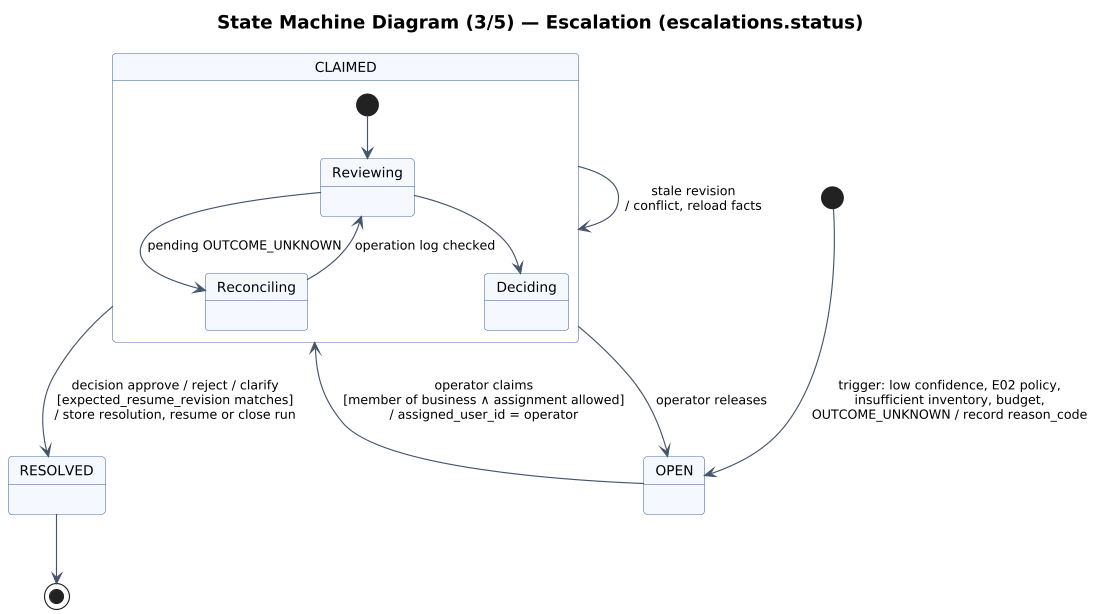 State Machine Diagram (3/5) — Escalation (escalations.status)
CLAIMED
Reviewing
stale revision
/ conflict, reload facts
pending OUTCOME_UNKNOWN
operation log checked
Reconciling
Deciding
decision approve / reject / clarify
[expected_resume_revision matches]
/ store resolution, resume or close run
operator claims
[member of business ∧ assignment allowed]
/ assigned_user_id = operator
operator releases
trigger: low confidence, E02 policy,
insufficient inventory, budget,
OUTCOME_UNKNOWN / record reason_code
RESOLVED
OPEN